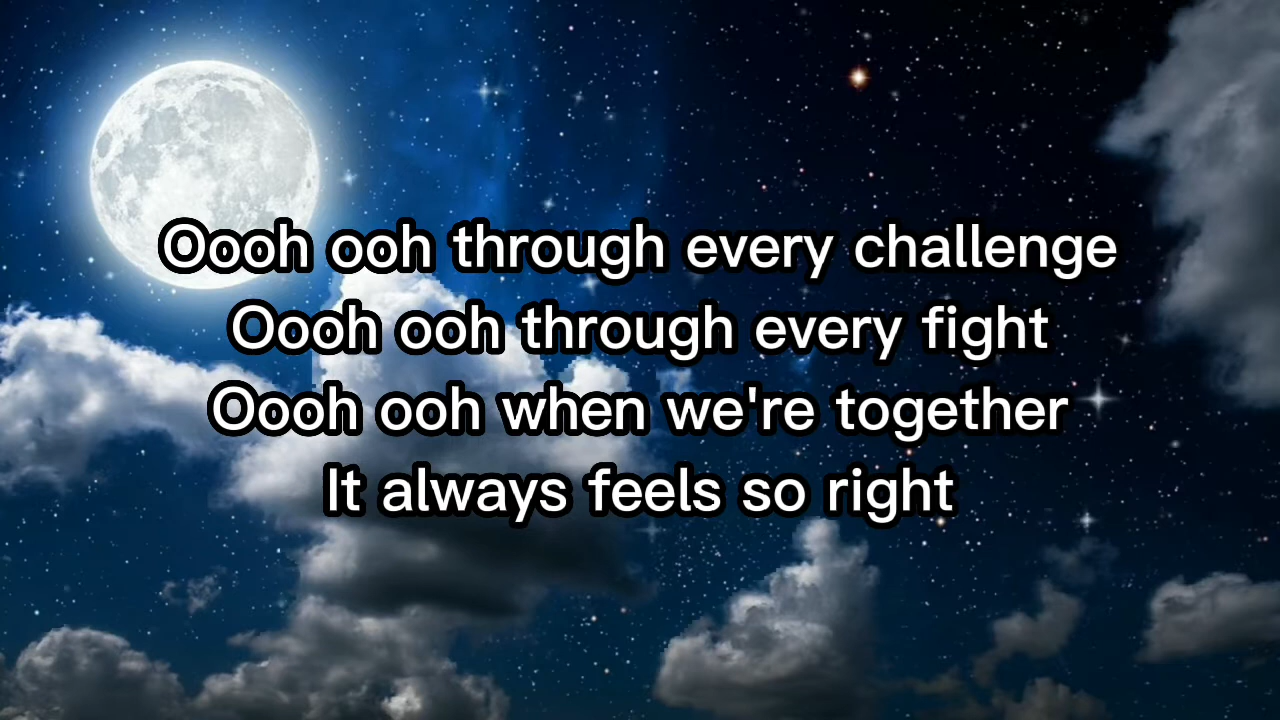 Oooh ooh through every challenge
Oooh ooh through every fight
Oooh ooh when we're together
It always feels so right